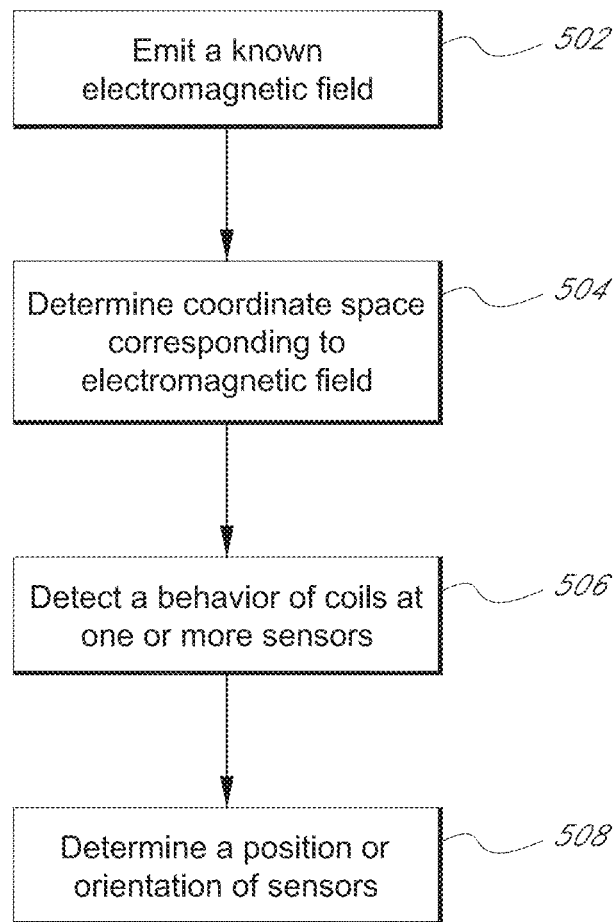 Emit a known
electromagnetic field
502
Determine coordinate space
corresponding to
electromagnetic field
504
Detect a behavior of coils at
one or more sensors
506
Determine a position or
orientation of sensors
508